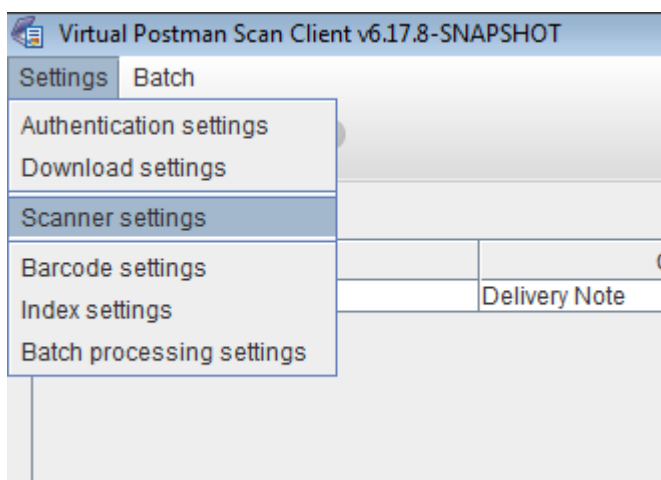 Virtual Postman Scan Client v6.17.8-SNAPSHOT
Settings Batch
Authentication settings
Download settings
Scanner settings
Barcode settings
Delivery Note
Index settings
Batch processing settings